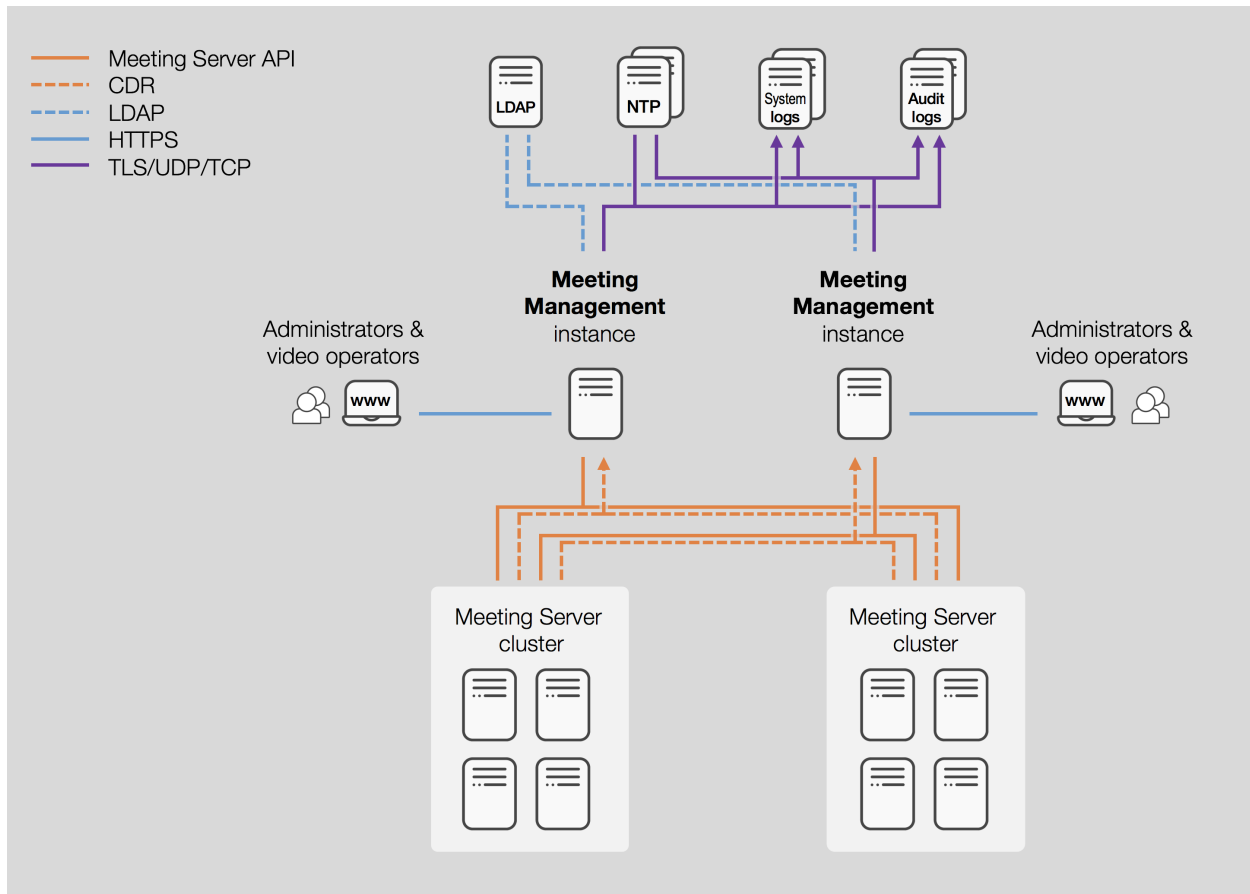 Meeting Server API
CDR
LDAP
HTTPS
TLS/UDP/TCP
LDAP
NTP
System
logs
Audit
logs
Meeting
Management
instance
Meeting
Management
instance
Administrators &
video operators
www
Administrators &
video operators
www
Meeting Server
cluster
Meeting Server
cluster